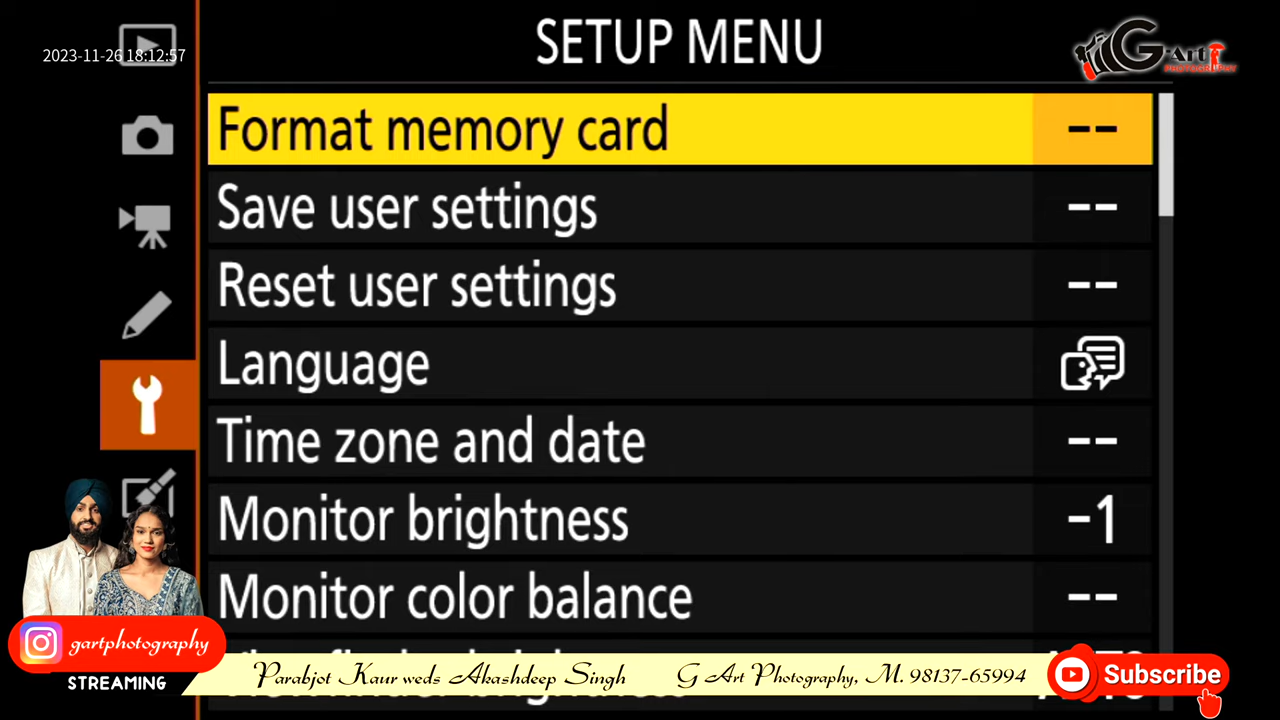 SETUP MENU
2023-11-26 18:12:57
G Art
PHOTOGRAPHY
Format memory card --
Save user settings --
Reset user settings --
Language
Time zone and date --
Monitor brightness -1
Monitor color balance --
gartphotography
STREAMING
Parabjot Kaur weds Akashdeep Singh G Art Photography, M. 98137-65994
Subscribe